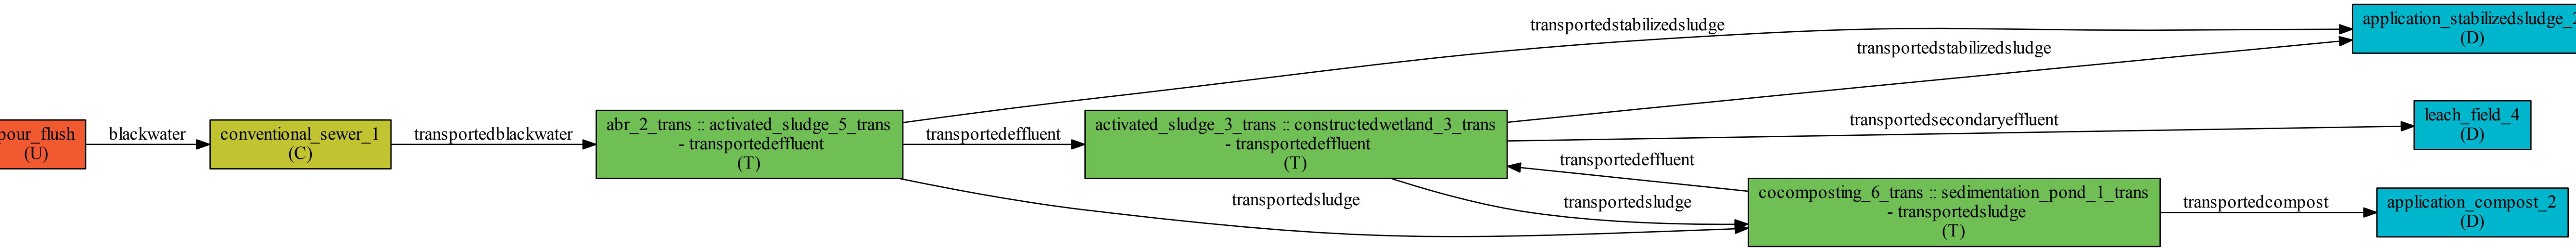 pour_flush
(U)
blackwater
conventional_sewer_1
(C)
transportedblackwater
abr_2_trans :: activated_sludge_5_trans
- transportedeffluent
(T)
transportedeffluent
transportedstabilizedsludge
transportedsludge
activated_sludge_3_trans :: constructedwetland_3_trans
- transportedeffluent
(T)
transportedstabilizedsludge
transportedsecondaryeffluent
transportedeffluent
transportedsludge
cocomposting_6_trans :: sedimentation_pond_1_trans
- transportedsludge
(T)
transportedcompost
application_stabilizedsludge_2
(D)
leach_field_4
(D)
application_compost_2
(D)